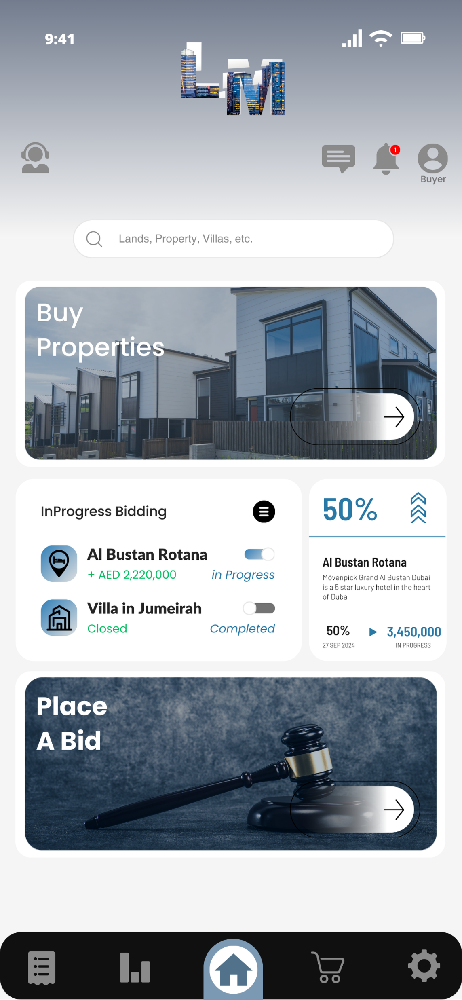 9:41
LM
1
Buyer
Lands, Property, Villas, etc.
Buy
Properties
InProgress Bidding
Al Bustan Rotana
+ AED 2,220,000
in Progress
Villa in Jumeirah
Closed
Completed
50%
Al Bustan Rotana
Mövenpick Grand Al Bustan Dubai
is a 5 star luxury hotel in the heart
of Duba
50%
3,450,000
27 SEP 2024
IN PROGRESS
Place
A Bid